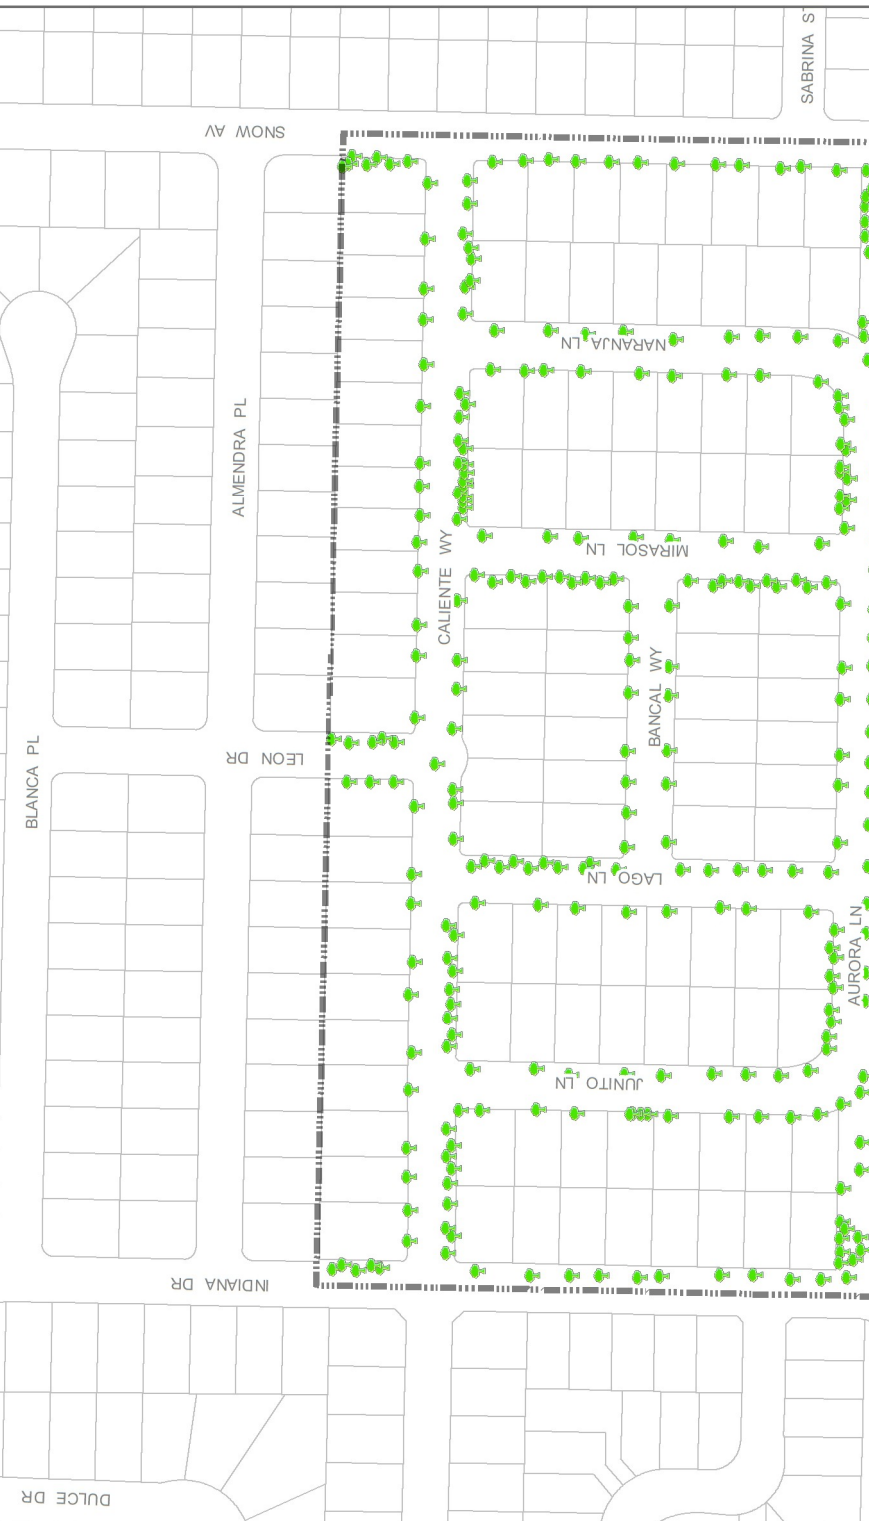 SABRINA ST
SNOW AV
NARANJA LN
ALMENDRA PL
MIRASOL LN
CALIENTE WY
BANCAL WY
LEON DR
BLANCA PL
LAGO LN
AURORA LN
JUNITO LN
INDIANA DR
DULCE DR